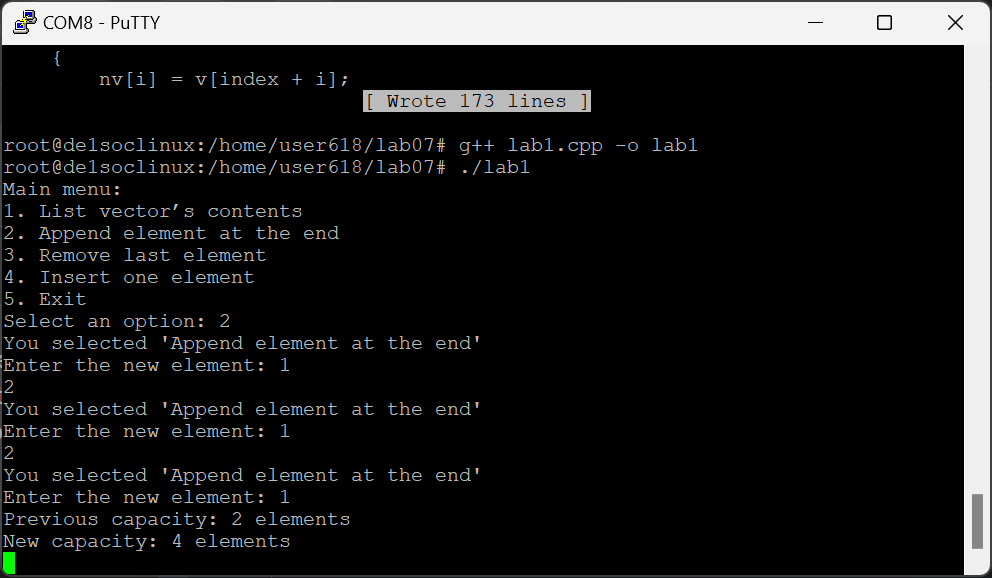 COM8 - PuTTY
{
nv[i] = v[index + i];
[ Wrote 173 lines ]
root@de1soclinux:/home/user618/lab07# g++ lab1.cpp -o lab1
root@de1soclinux:/home/user618/lab07# ./lab1
Main menu:
1. List vector’s contents
2. Append element at the end
3. Remove last element
4. Insert one element
5. Exit
Select an option: 2
You selected 'Append element at the end'
Enter the new element: 1
2
You selected 'Append element at the end'
Enter the new element: 1
2
You selected 'Append element at the end'
Enter the new element: 1
Previous capacity: 2 elements
New capacity: 4 elements